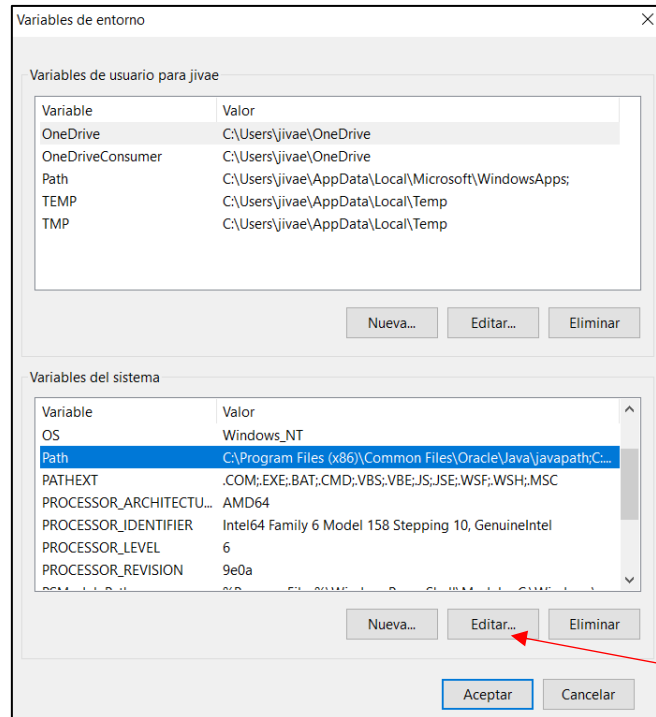 Variables de entorno
Variables de usuario para jivae
Variable Valor
OneDrive C:\Users\jivae\OneDrive
OneDriveConsumer C:\Users\jivae\OneDrive
Path C:\Users\jivae\AppData\Local\Microsoft\WindowsApps;
TEMP C:\Users\jivae\AppData\Local\Temp
TMP C:\Users\jivae\AppData\Local\Temp
Nueva... Editar... Eliminar
Variables del sistema
Variable Valor
OS Windows_NT
Path C:\Program Files (x86)\Common Files\Oracle\Java\javapath;C:...
PATHEXT .COM;.EXE;.BAT;.CMD;.VBS;.VBE;.JS;.JSE;.WSF;.WSH;.MSC
PROCESSOR_ARCHITECTU... AMD64
PROCESSOR_IDENTIFIER Intel64 Family 6 Model 158 Stepping 10, GenuineIntel
PROCESSOR_LEVEL 6
PROCESSOR_REVISION 9e0a
Nueva... Editar... Eliminar
Aceptar Cancelar